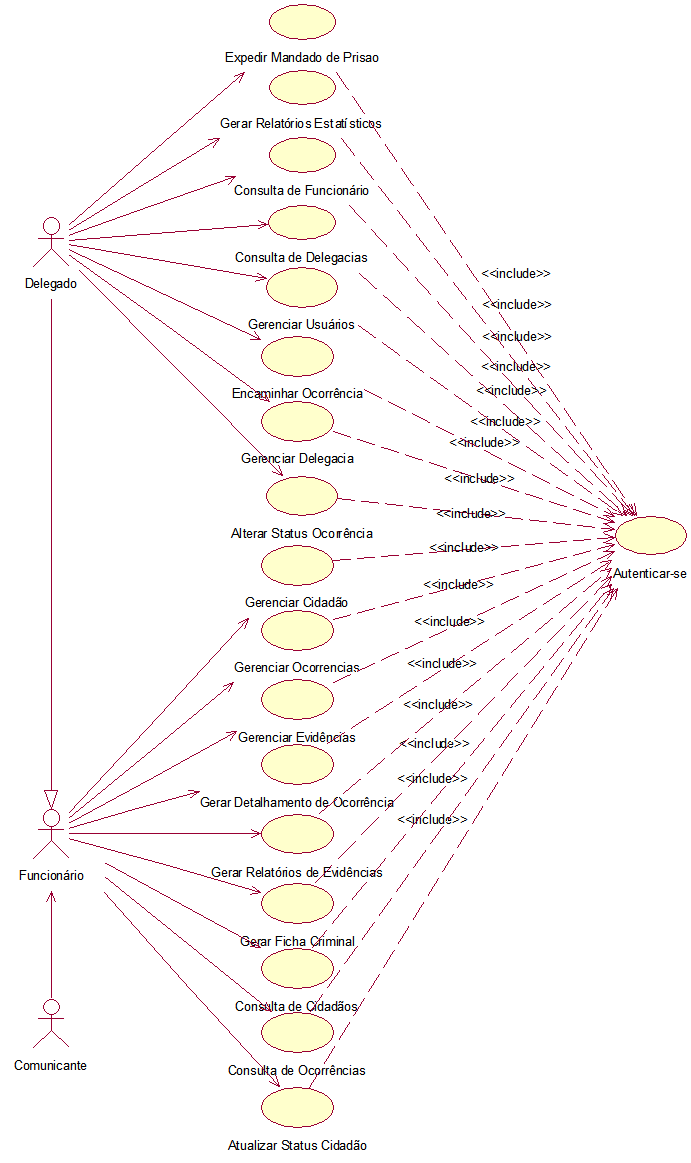 Expedir Mandado de Prisao
Gerar Relatórios Estatísticos
Consulta de Funcionário
Consulta de Delegacias
Delegado
<<include>>
<<include>>
Gerenciar Usuários
<<include>>
<<include>>
Encaminhar Ocorrência
<<include>>
<<include>>
<<include>>
Gerenciar Delegacia
<<include>>
<<include>>
Alterar Status Ocorrência
<<include>>
Autenticar-se
<<include>>
Gerenciar Cidadão
<<include>>
Gerenciar Ocorrencias
<<include>>
<<include>>
Gerenciar Evidências
<<include>>
<<include>>
Gerar Detalhamento de Ocorrência
<<include>>
Funcionário
Gerar Relatórios de Evidências
Gerar Ficha Criminal
Consulta de Cidadãos
Comunicante
Consulta de Ocorrências
Atualizar Status Cidadão